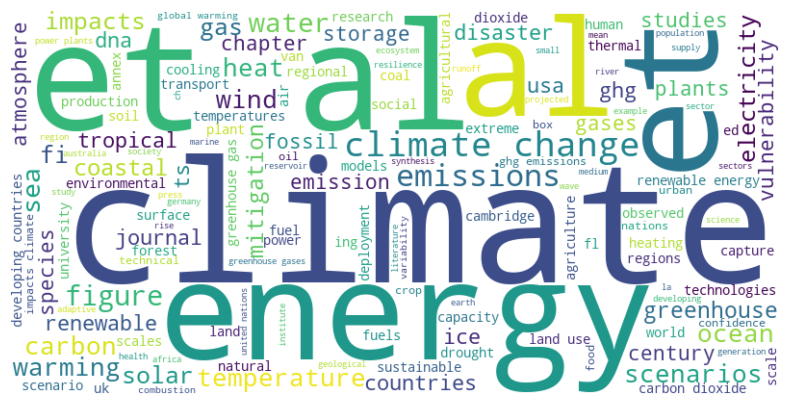 global warming
impacts
power plants
dna
annex
chapter
gas
van
cooling
regional
water
research
storage
heat
coal
air
dioxide
disaster
usa
human
thermal
ecosystem
resilience
small
mean
population
supply
studies
plants
ghg
runoff
river
projected
example
sector
atmosphere
et al
al
et
agricultural
electricity
vulnerability
production
transport
soil
temperatures
wind
social
plant
ch
region
tropical
fi
australia
society
marine
reservoir
fossil
climate change
extreme
box
gases
ed
sectors
coastal
ts
environmental
sea
study
press
germany
rise
mitigation
greenhouse gas
oil
models
synthesis
ghg emissions
emission
emissions
wave
medium
renewable energy
urban
climate
developing countries
impacts climate
species
university
surface
journal
forest
technical
fuel
power
greenhouse gases
ing
deployment
literature
variability
cambridge
agriculture
fl
observed
nations
science
heating
regions
capture
la
developing
technologies
figure
renewable
adaptive
scales
carbon
health
africa
warming
solar
scenario
uk
combustion
energy
land
united nations
institute
natural
temperature
geological
fuels
drought
sustainable
countries
crop
capacity
ice
earth
land use
food
greenhouse
world
confidence
ocean
century
generation
scenarios
carbon dioxide
scale